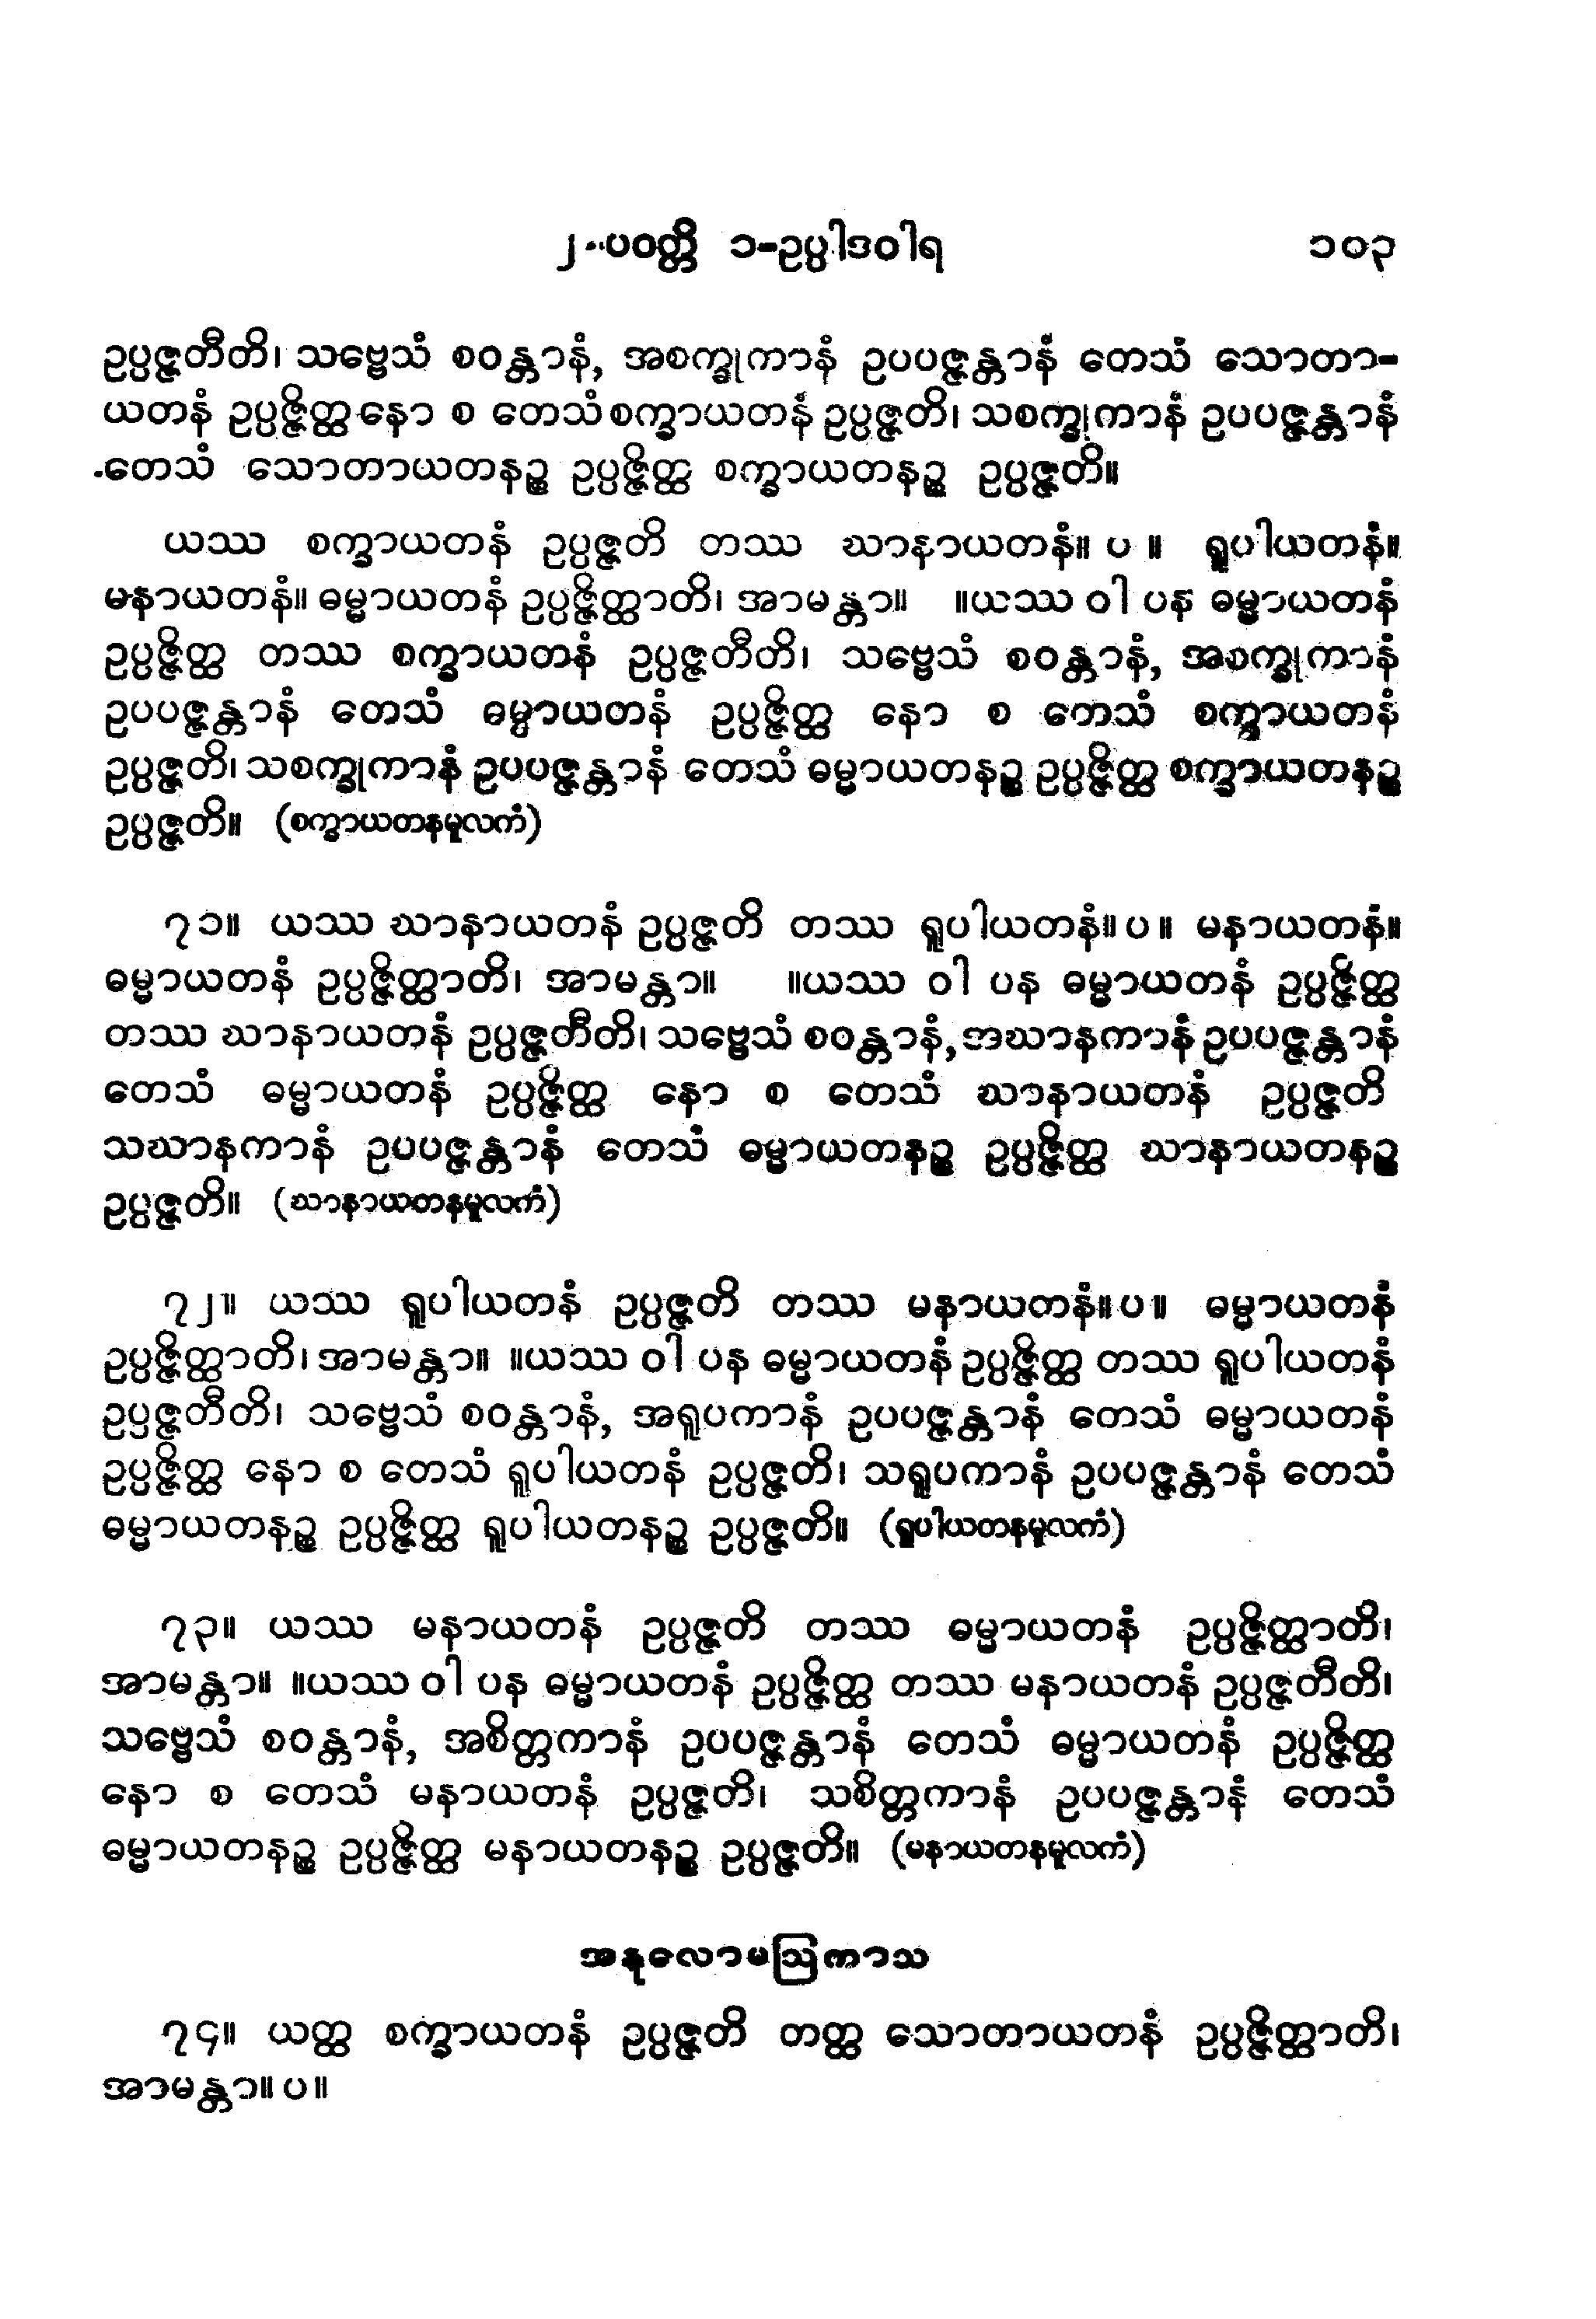 ၂-ပဝတ္တိ ၁-ဥပ္ပါဒဝါရ ၁၀၃
ဥပ္ပဇ္ဇတီတိ၊ သဗ္ဗေသံ စဝန္တာနံ, အစက္ခုကာနံ ဥပပဇ္ဇန္တာနံ တေသံ သောတာ-
ယတနံ ဥပ္ပဇ္ဇိတ္ထ နော စ တေသံ စက္ခာယတနံ ဥပ္ပဇ္ဇတိ၊ သစက္ခုကာနံ ဥပပဇ္ဇန္တာနံ
တေသံ သောတာယတနဉ္စ ဥပ္ပဇ္ဇိတ္ထ စက္ခာယတနဉ္စ ဥပ္ပဇ္ဇတိ။
ယဿ စက္ခာယတနံ ဥပ္ပဇ္ဇတိ တဿ ဃာနာယတနံ။ ပ ။ ရူပါယတနံ။
မနာယတနံ။ ဓမ္မာယတနံ ဥပ္ပဇ္ဇိတ္ထာတိ၊ အာမန္တာ။ ။ယဿ ဝါ ပန ဓမ္မာယတနံ
ဥပ္ပဇ္ဇိတ္ထ တဿ စက္ခာယတနံ ဥပ္ပဇ္ဇတီတိ၊ သဗ္ဗေသံ စဝန္တာနံ, အစက္ခုကာနံ
ဥပပဇ္ဇန္တာနံ တေသံ ဓမ္မာယတနံ ဥပ္ပဇ္ဇိတ္ထ နော စ တေသံ စက္ခာယတနံ
ဥပ္ပဇ္ဇတိ၊ သစက္ခုကာနံ ဥပပဇ္ဇန္တာနံ တေသံ ဓမ္မာယတနဉ္စ ဥပ္ပဇ္ဇိတ္ထ စက္ခာယတနဉ္စ
ဥပ္ပဇ္ဇတိ။ (စက္ခာယတနမူလကံ)
၇၁။ ယဿ ဃာနာယတနံ ဥပ္ပဇ္ဇတိ တဿ ရူပါယတနံ။ ပ။ မနာယတနံ။
ဓမ္မာယတနံ ဥပ္ပဇ္ဇိတ္ထာတိ၊ အာမန္တာ။ ။ယဿ ဝါ ပန ဓမ္မာယတနံ ဥပ္ပဇ္ဇိတ္ထ
တဿ ဃာနာယတနံ ဥပ္ပဇ္ဇတီတိ၊ သဗ္ဗေသံ စဝန္တာနံ, အဃာနကာနံ ဥပပဇ္ဇန္တာနံ
တေသံ ဓမ္မာယတနံ ဥပ္ပဇ္ဇိတ္ထ နော စ တေသံ ဃာနာယတနံ ဥပ္ပဇ္ဇတိ
သဃာနကာနံ ဥပပဇ္ဇန္တာနံ တေသံ ဓမ္မာယတနဉ္စ ဥပ္ပဇ္ဇိတ္ထ ဃာနာယတနဉ္စ
ဥပ္ပဇ္ဇတိ။ (ဃာနာယတနမူလကံ)
၇၂။ ယဿ ရူပါယတနံ ဥပ္ပဇ္ဇတိ တဿ မနာယတနံ။ ပ။ ဓမ္မာယတနံ
ဥပ္ပဇ္ဇိတ္ထာတိ၊ အာမန္တာ။ ။ယဿ ဝါ ပန ဓမ္မာယတနံ ဥပ္ပဇ္ဇိတ္ထ တဿ ရူပါယတနံ
ဥပ္ပဇ္ဇတီတိ၊ သဗ္ဗေသံ စဝန္တာနံ, အရူပကာနံ ဥပပဇ္ဇန္တာနံ တေသံ ဓမ္မာယတနံ
ဥပ္ပဇ္ဇိတ္ထ နော စ တေသံ ရူပါယတနံ ဥပ္ပဇ္ဇတိ၊ သရူပကာနံ ဥပပဇ္ဇန္တာနံ တေသံ
ဓမ္မာယတနဉ္စ ဥပ္ပဇ္ဇိတ္ထ ရူပါယတနဉ္စ ဥပ္ပဇ္ဇတိ။ (ရူပါယတနမူလကံ)
၇၃။ ယဿ မနာယတနံ ဥပ္ပဇ္ဇတိ တဿ ဓမ္မာယတနံ ဥပ္ပဇ္ဇိတ္ထာတိ၊
အာမန္တာ။ ။ယဿ ဝါ ပန ဓမ္မာယတနံ ဥပ္ပဇ္ဇိတ္ထ တဿ မနာယတနံ ဥပ္ပဇ္ဇတီတိ၊
သဗ္ဗေသံ စဝန္တာနံ, အစိတ္တကာနံ ဥပပဇ္ဇန္တာနံ တေသံ ဓမ္မာယတနံ ဥပ္ပဇ္ဇိတ္ထ
နော စ တေသံ မနာယတနံ ဥပ္ပဇ္ဇတိ၊ သစိတ္တကာနံ ဥပပဇ္ဇန္တာနံ တေသံ
ဓမ္မာယတနဉ္စ ဥပ္ပဇ္ဇိတ္ထ မနာယတနဉ္စ ဥပ္ပဇ္ဇတိ။ (မနာယတနမူလကံ)
အနုလောမဩကာသ
၇၄။ ယတ္ထ စက္ခာယတနံ ဥပ္ပဇ္ဇတိ တတ္ထ သောတာယတနံ ဥပ္ပဇ္ဇိတ္ထာတိ၊
အာမန္တာ။ ပ။